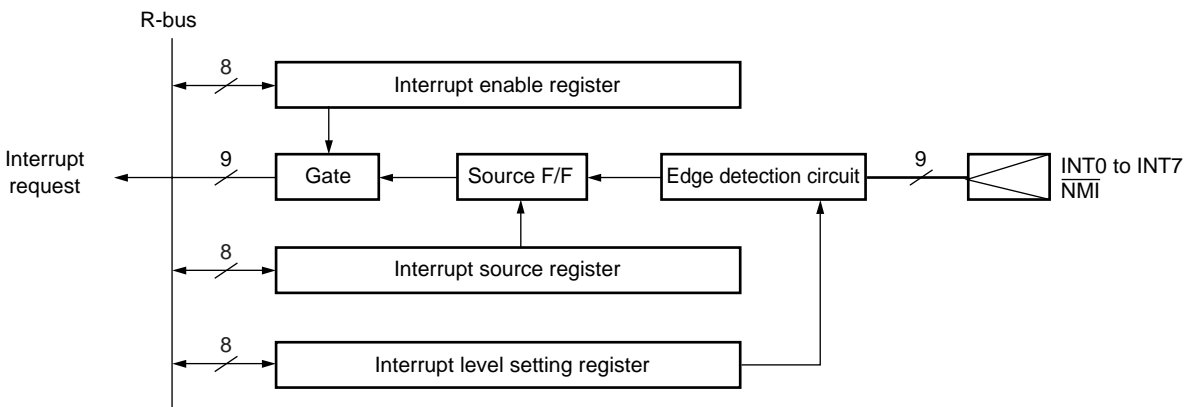 R-bus
8
Interrupt enable register
Interrupt
request
9
Gate
Source F/F
Edge detection circuit
9
INT0 to INT7
NMI
8
Interrupt source register
8
Interrupt level setting register